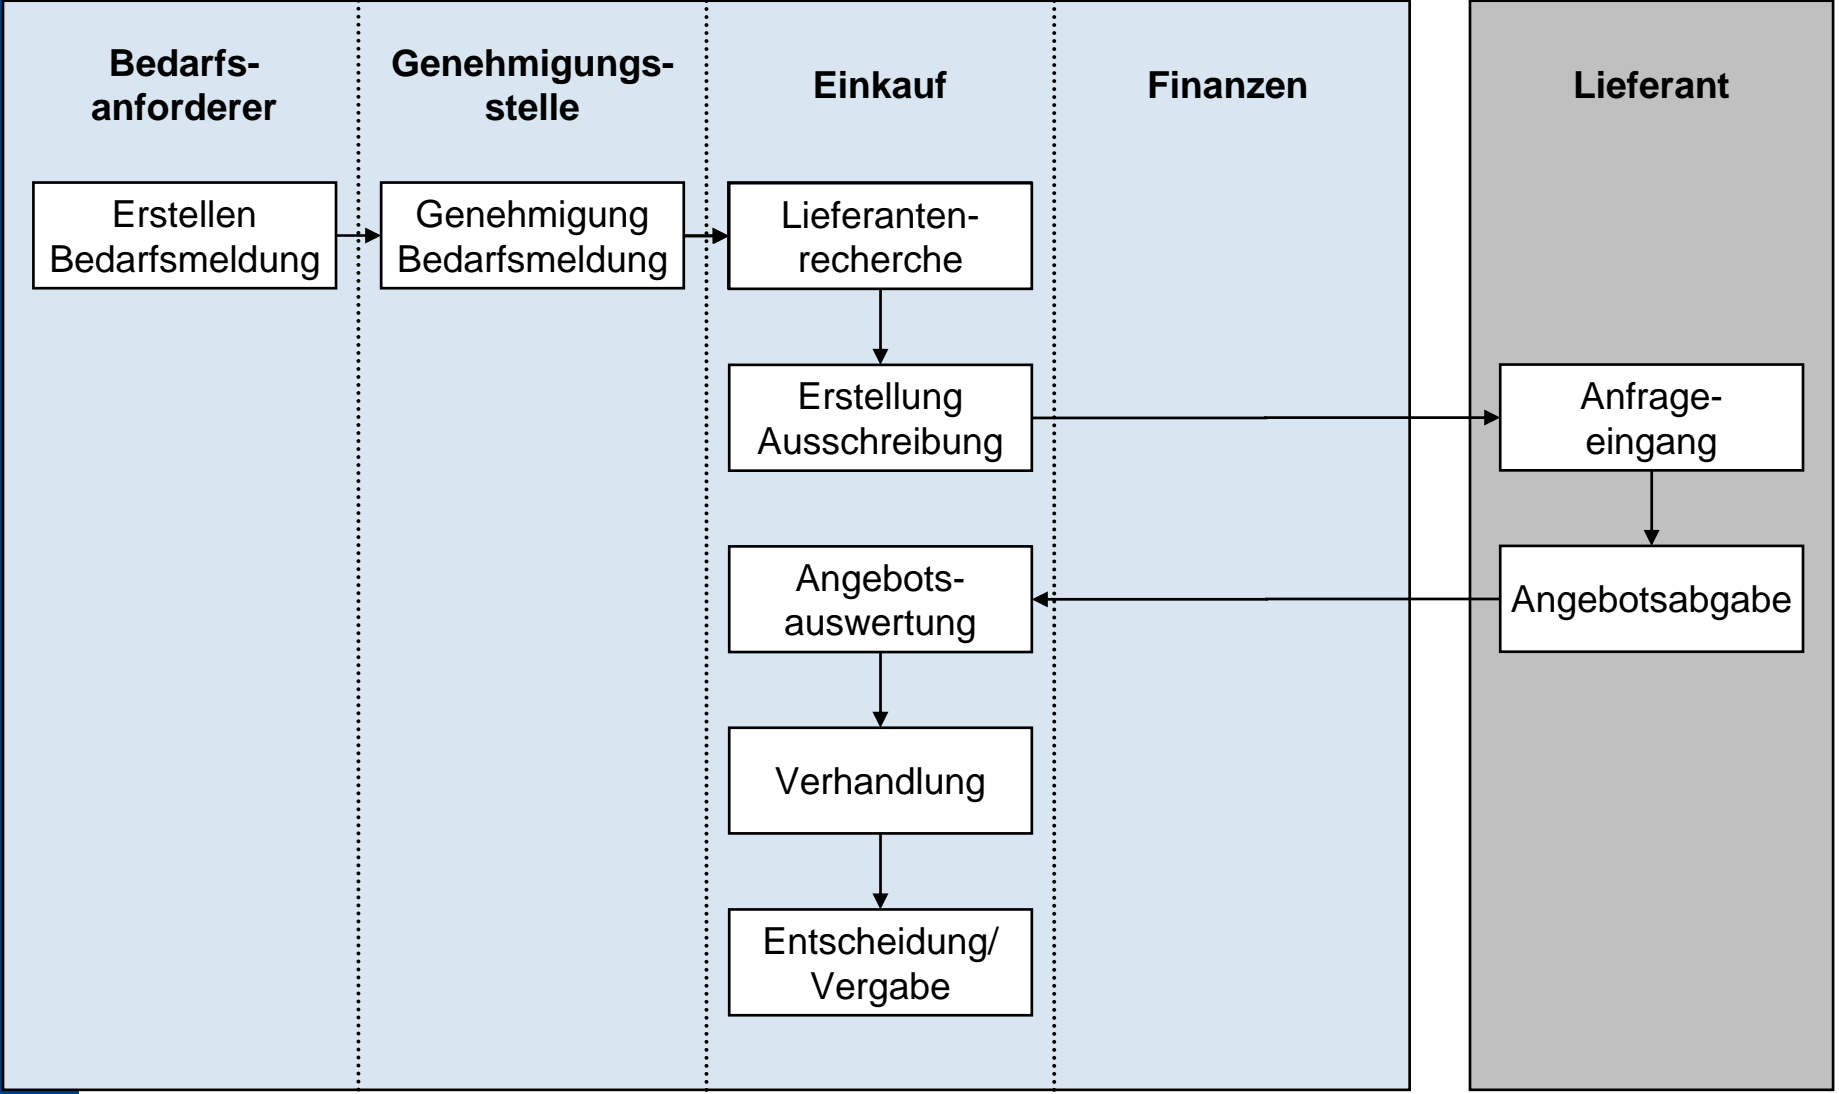 Bedarfs-
anforderer
Genehmigungs-
stelle
Einkauf
Finanzen
Lieferant
Erstellen
Bedarfsmeldung
Genehmigung
Bedarfsmeldung
Lieferanten-
recherche
Erstellung
Ausschreibung
Anfrage-
eingang
Angebots-
auswertung
Angebotsabgabe
Verhandlung
Entscheidung/
Vergabe